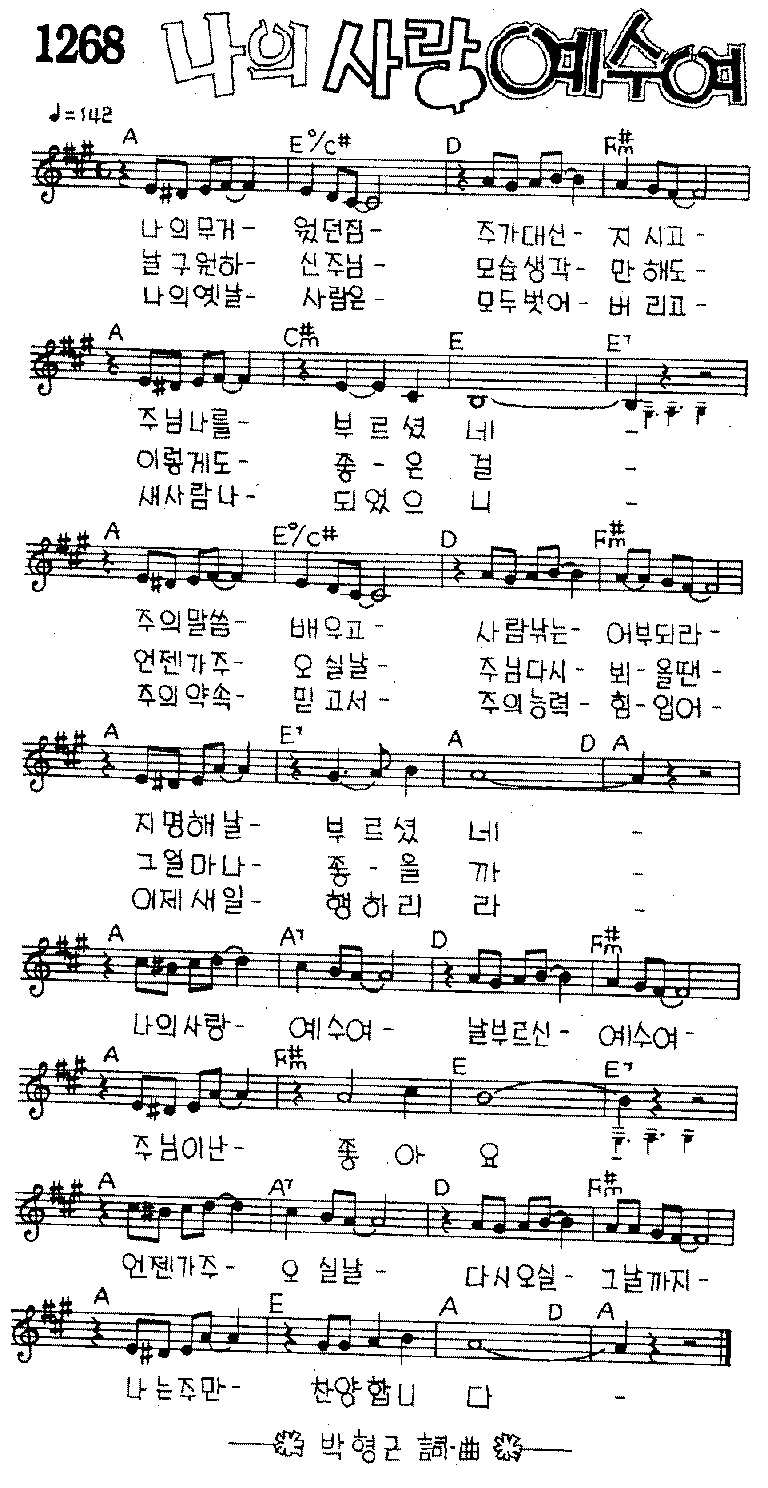 1268 나의 사랑 예수여
♩=142
A E°/C# D F#m
나의무거- 웠던짐- 주가대신- 지시고-
날구원하- 신주님- 모습생각- 만해도-
나의옛날- 사람은- 모두벗어- 버리고-
A C#m E E7
주님나를- 부르셨네 -
이렇게도- 좋-은걸 -
새사람나- 되었으니 -
A E°/C# D F#m
주의말씀- 배우고- 사람낚는- 어부되라-
언젠가주- 오실날- 주님다시- 뵈-올땐-
주의약속- 믿고서- 주의능력- 힘-입어-
A E7 A D A
지명해날- 부르셨네 -
그얼마나- 좋-을까 -
이제새일- 행하리라 -
A A7 D F#m
나의사랑- 예수여- 날부르신- 예수여-
A F#m E E7
주님이난- 좋아요 -
A A7 D F#m
언젠가주- 오실날- 다시오실- 그날까지-
A E A D A
나는주만- 찬양합니다 -
박형근 詞·曲